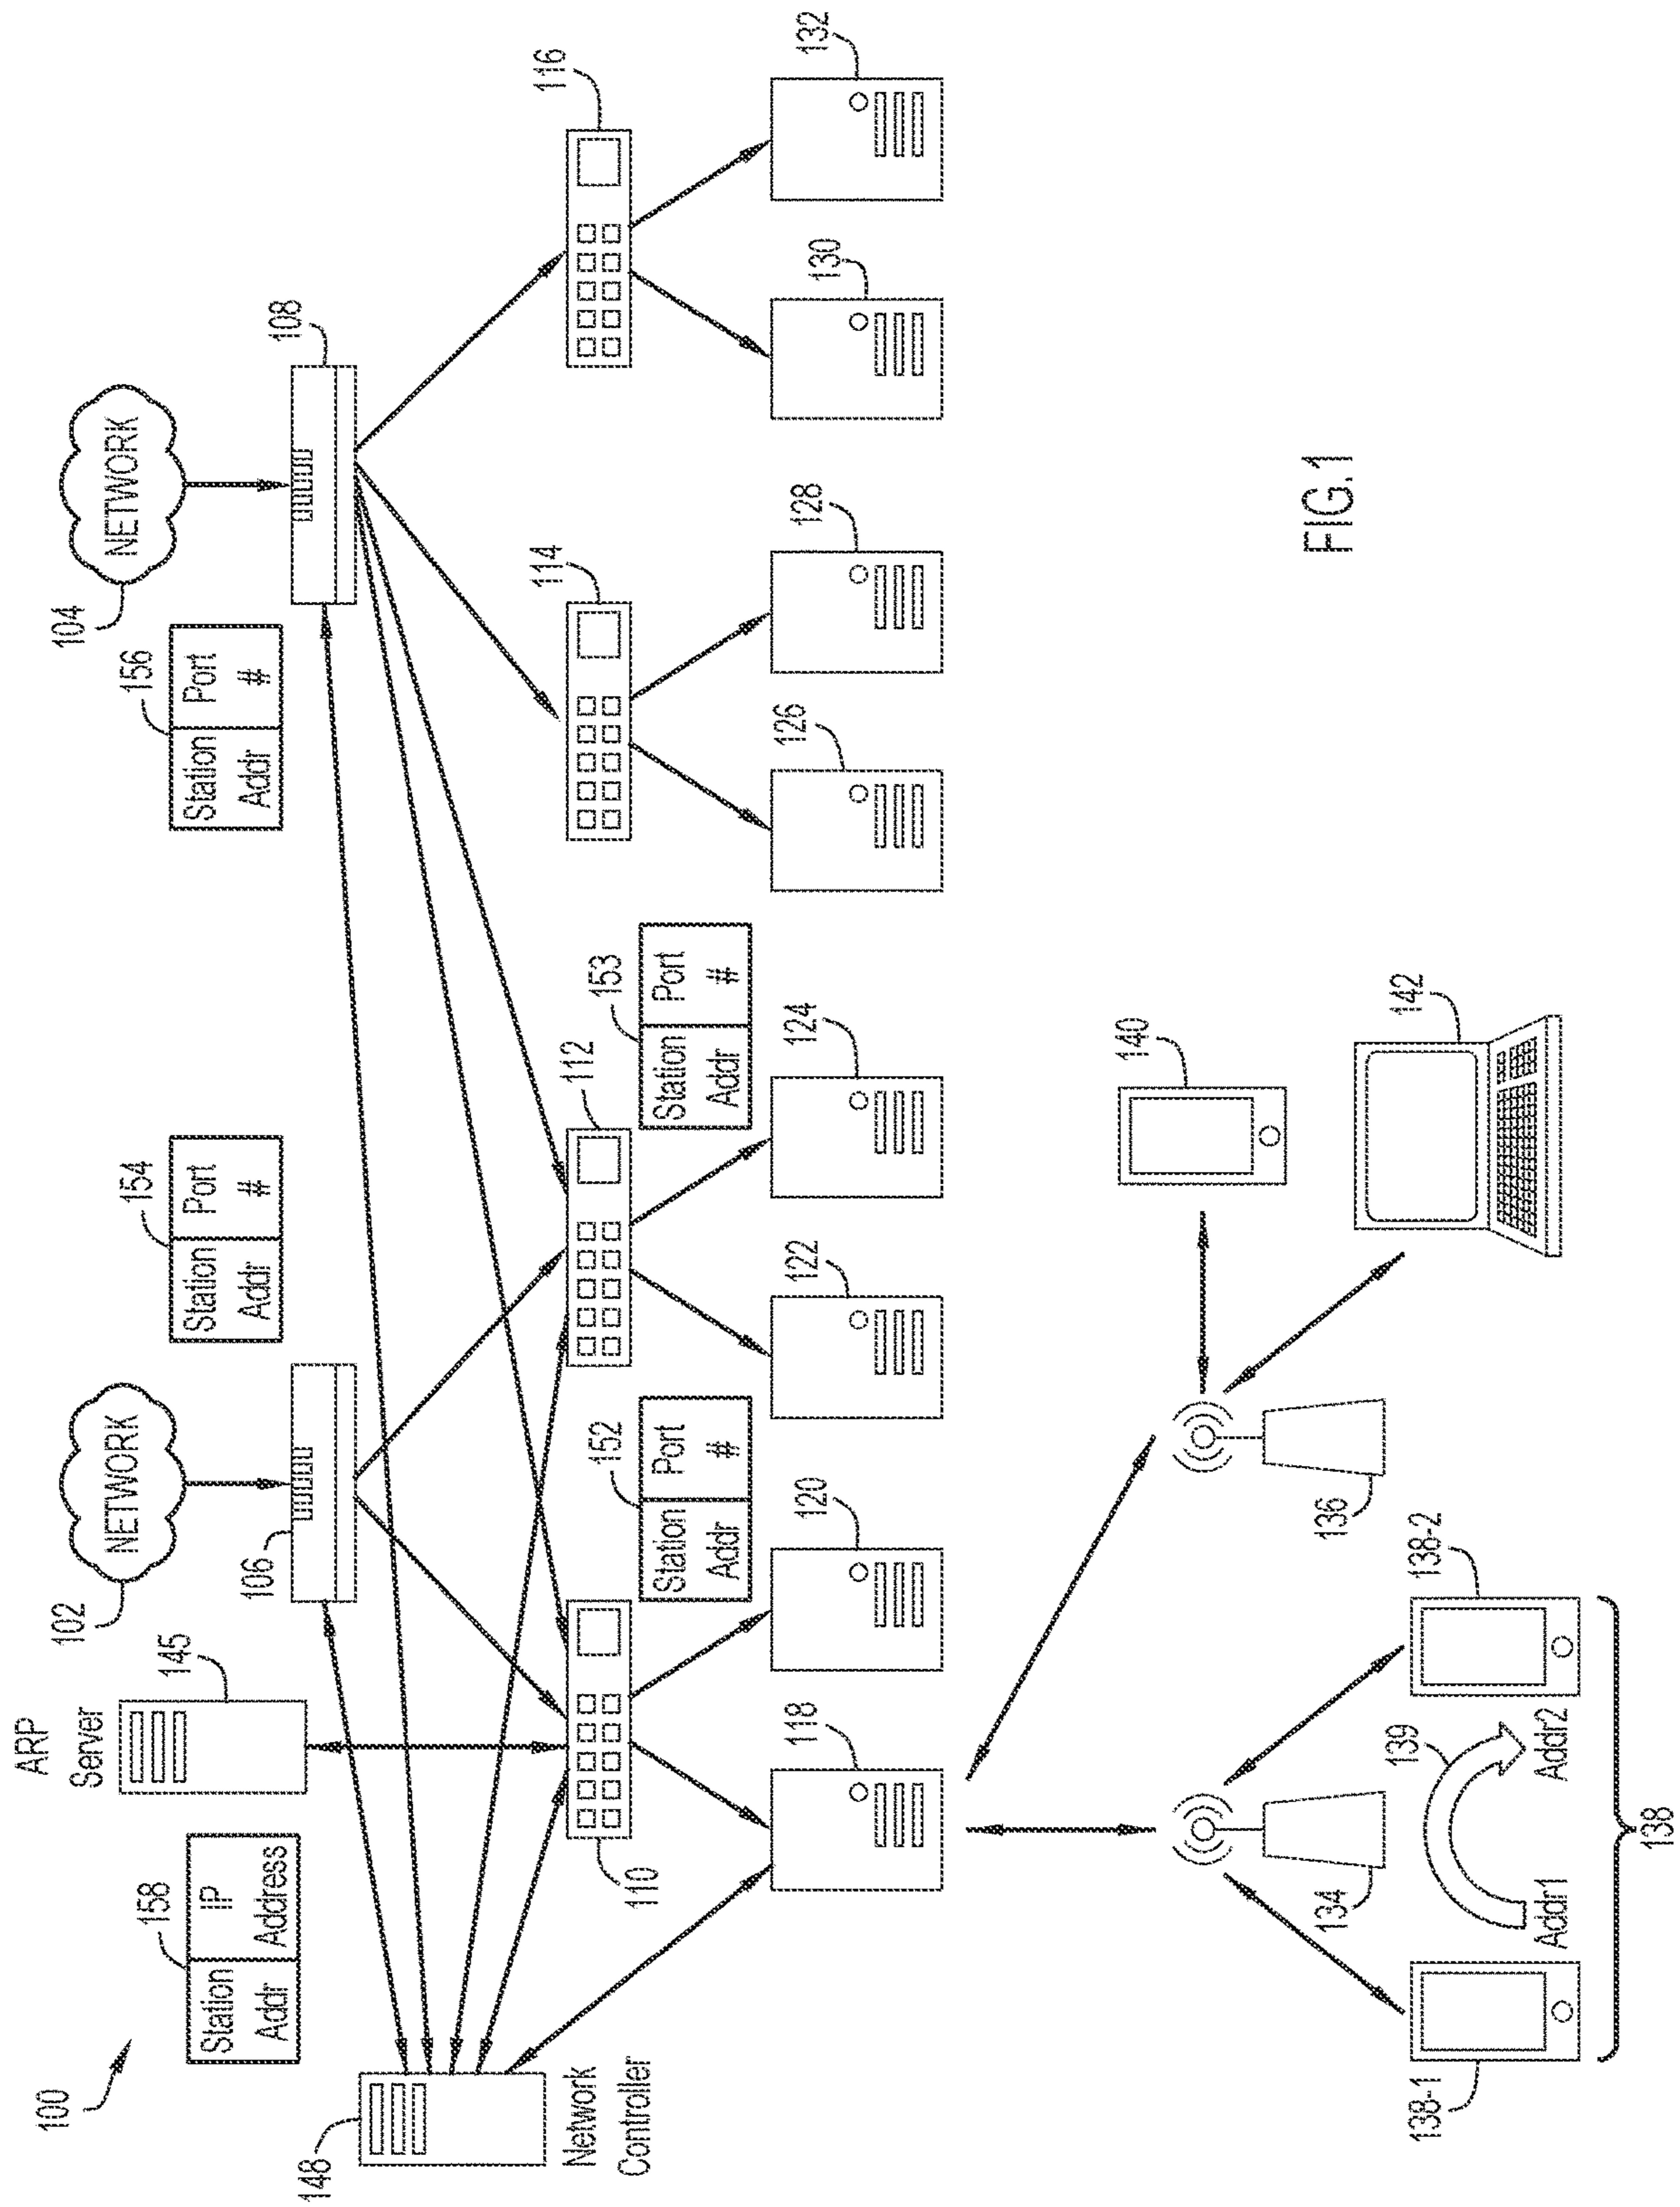 100
158
Station
Addr
IP
Address
ARP
Server
145
102
NETWORK
106
154
Station
Addr
Port
#
156
Station
Addr
Port
#
104
NETWORK
108
148
Network
Controller
110
152
Station
Addr
Port
#
112
153
Station
Addr
Port
#
114
116
118
120
122
124
126
128
130
132
134
136
140
142
138-1
Addr1
139
Addr2
138-2
138
FIG.1